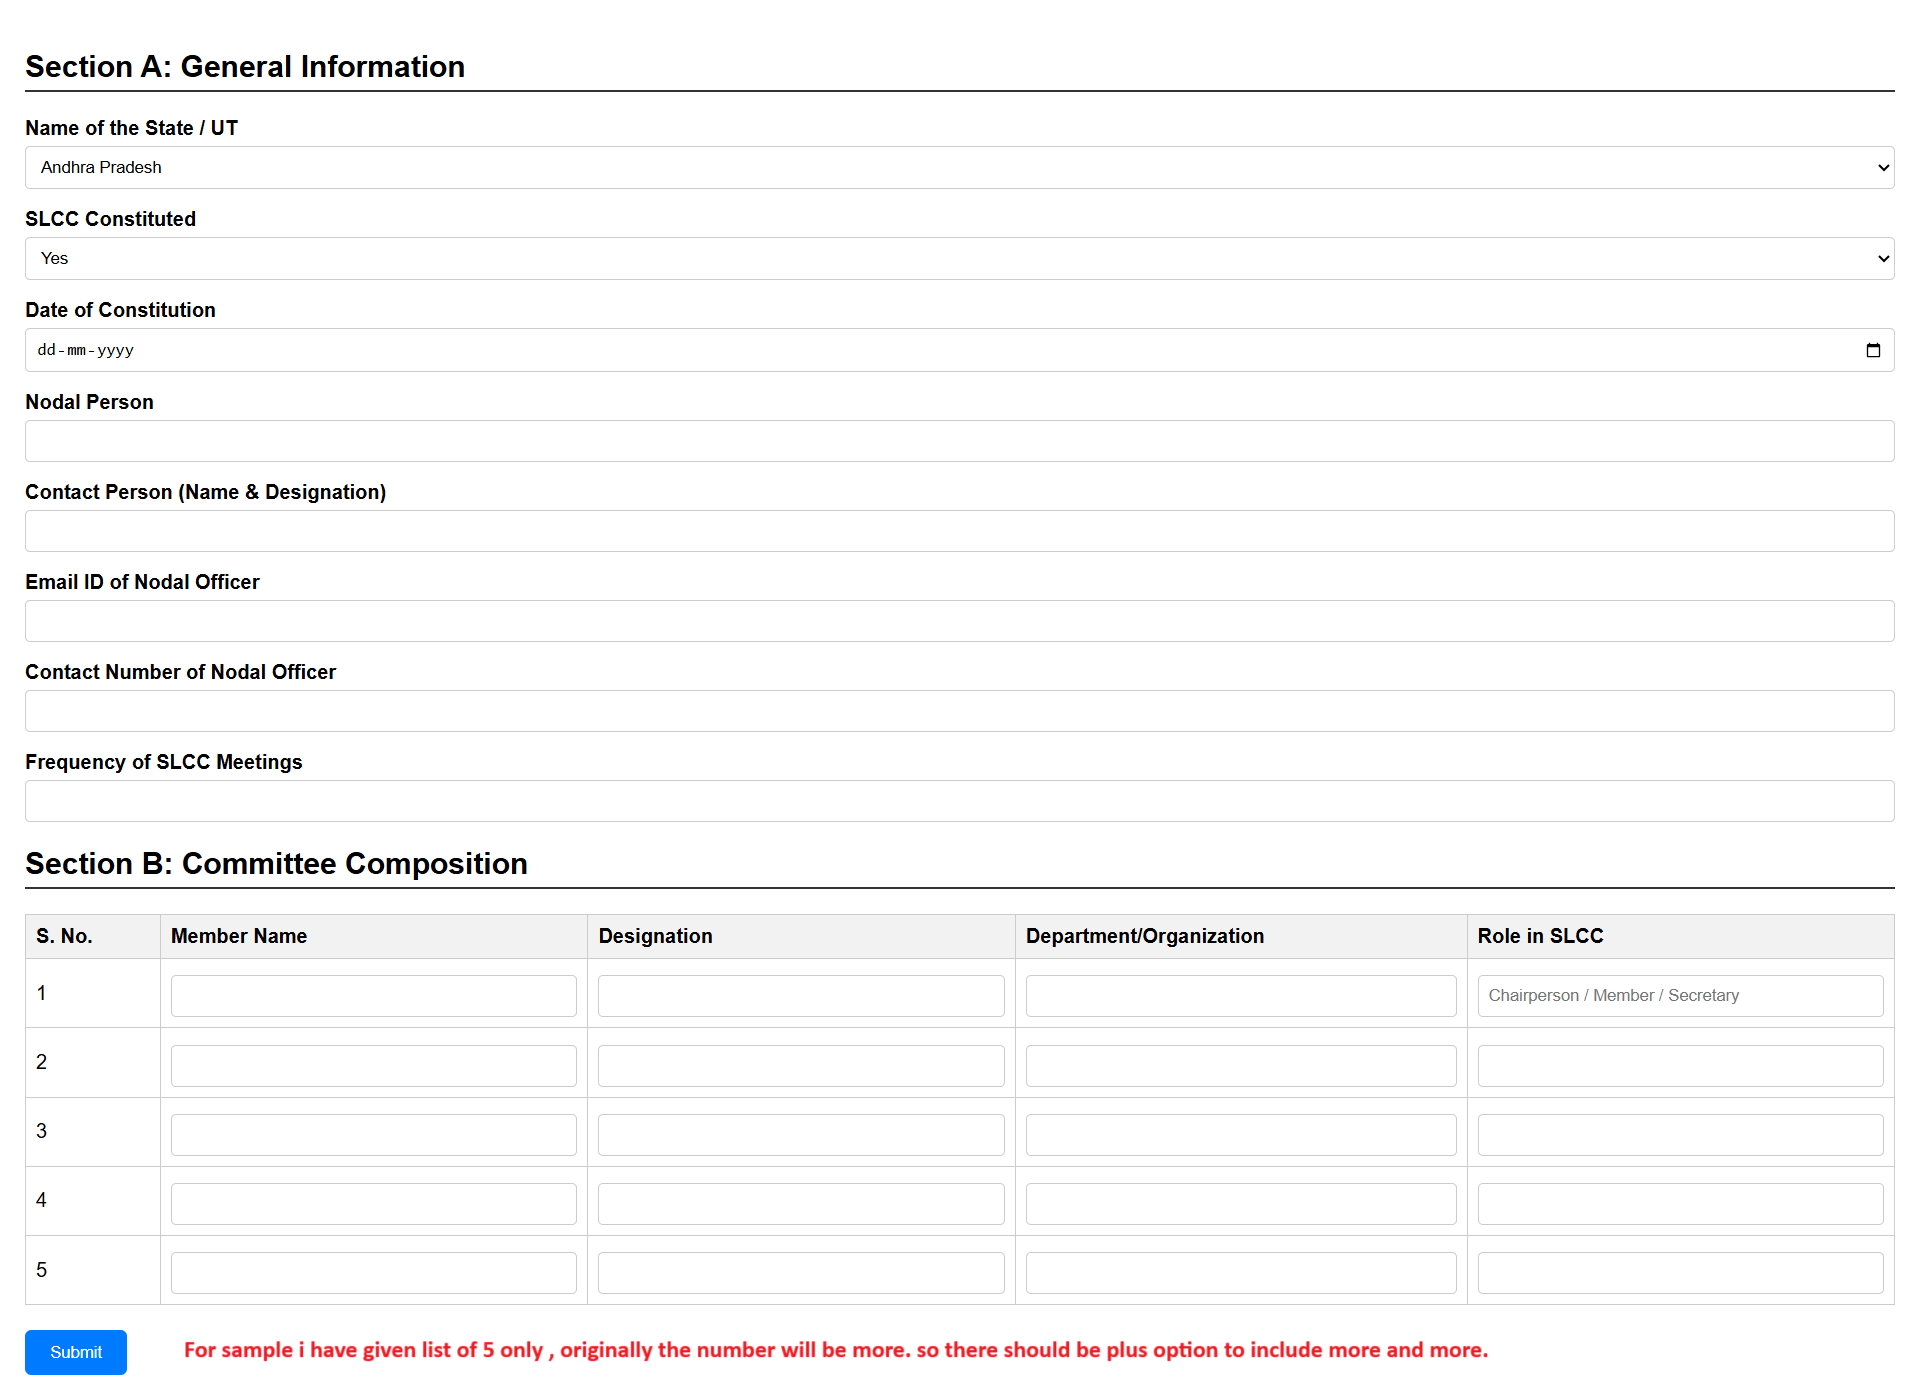 Section A: General Information
Name of the State / UT
Andhra Pradesh
SLCC Constituted
Yes
Date of Constitution
dd-mm-yyyy
Nodal Person
Contact Person (Name & Designation)
Email ID of Nodal Officer
Contact Number of Nodal Officer
Frequency of SLCC Meetings
Section B: Committee Composition
S. No. Member Name Designation Department/Organization Role in SLCC
1 Chairperson / Member / Secretary
2
3
4
5
Submit For sample i have given list of 5 only , originally the number will be more. so there should be plus option to include more and more.